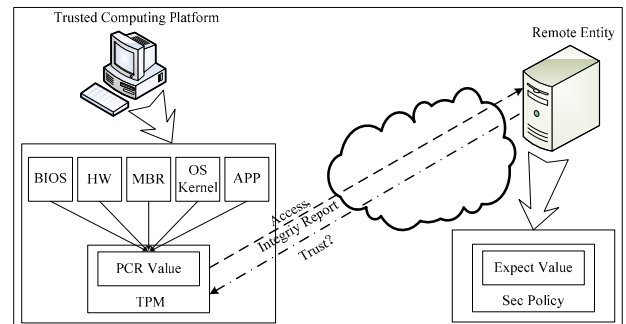 Trusted Computing Platform
Remote Entity
BIOS
HW
MBR
OS
Kernel
APP
Access,
Integriy Report
Trust?
PCR Value
TPM
Expect Value
Sec Policy